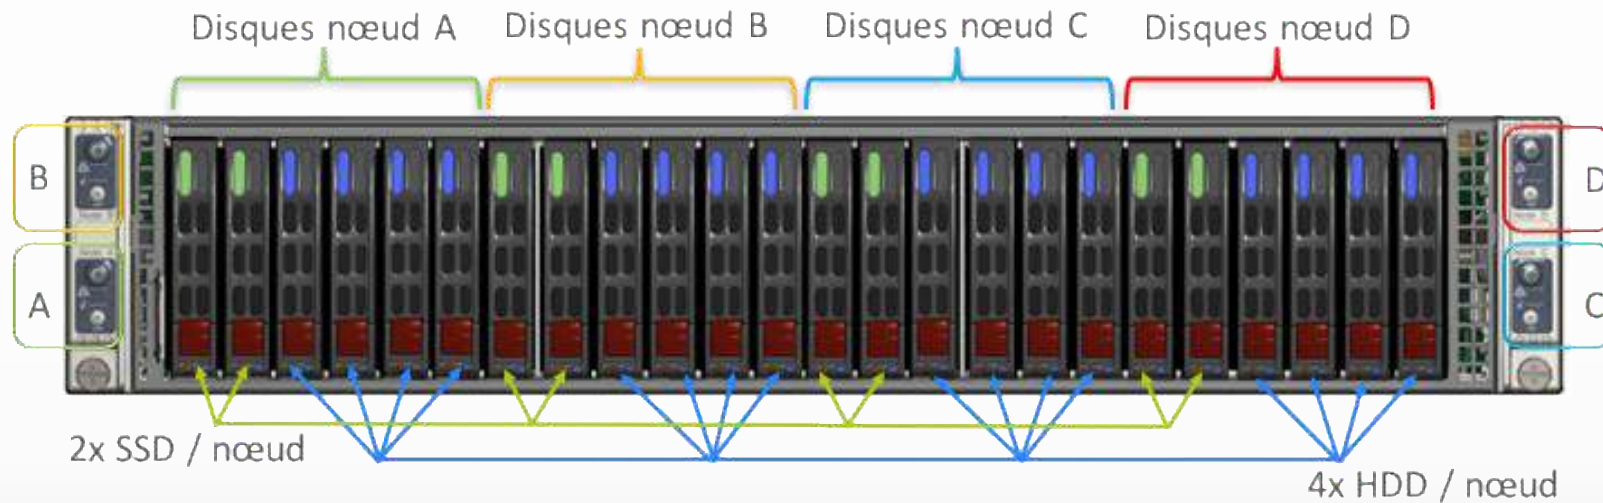 Disques nœud A
Disques nœud B
Disques nœud C
Disques nœud D
B
A
D
C
2x SSD / nœud
4x HDD / nœud